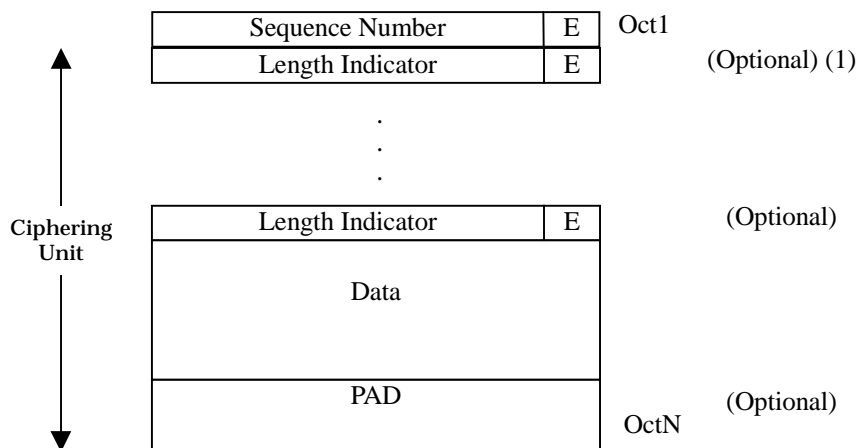 Sequence Number E Oct1
Length Indicator E (Optional) (1)
.
.
.
Ciphering
Unit
Length Indicator E (Optional)
Data
PAD (Optional)
OctN